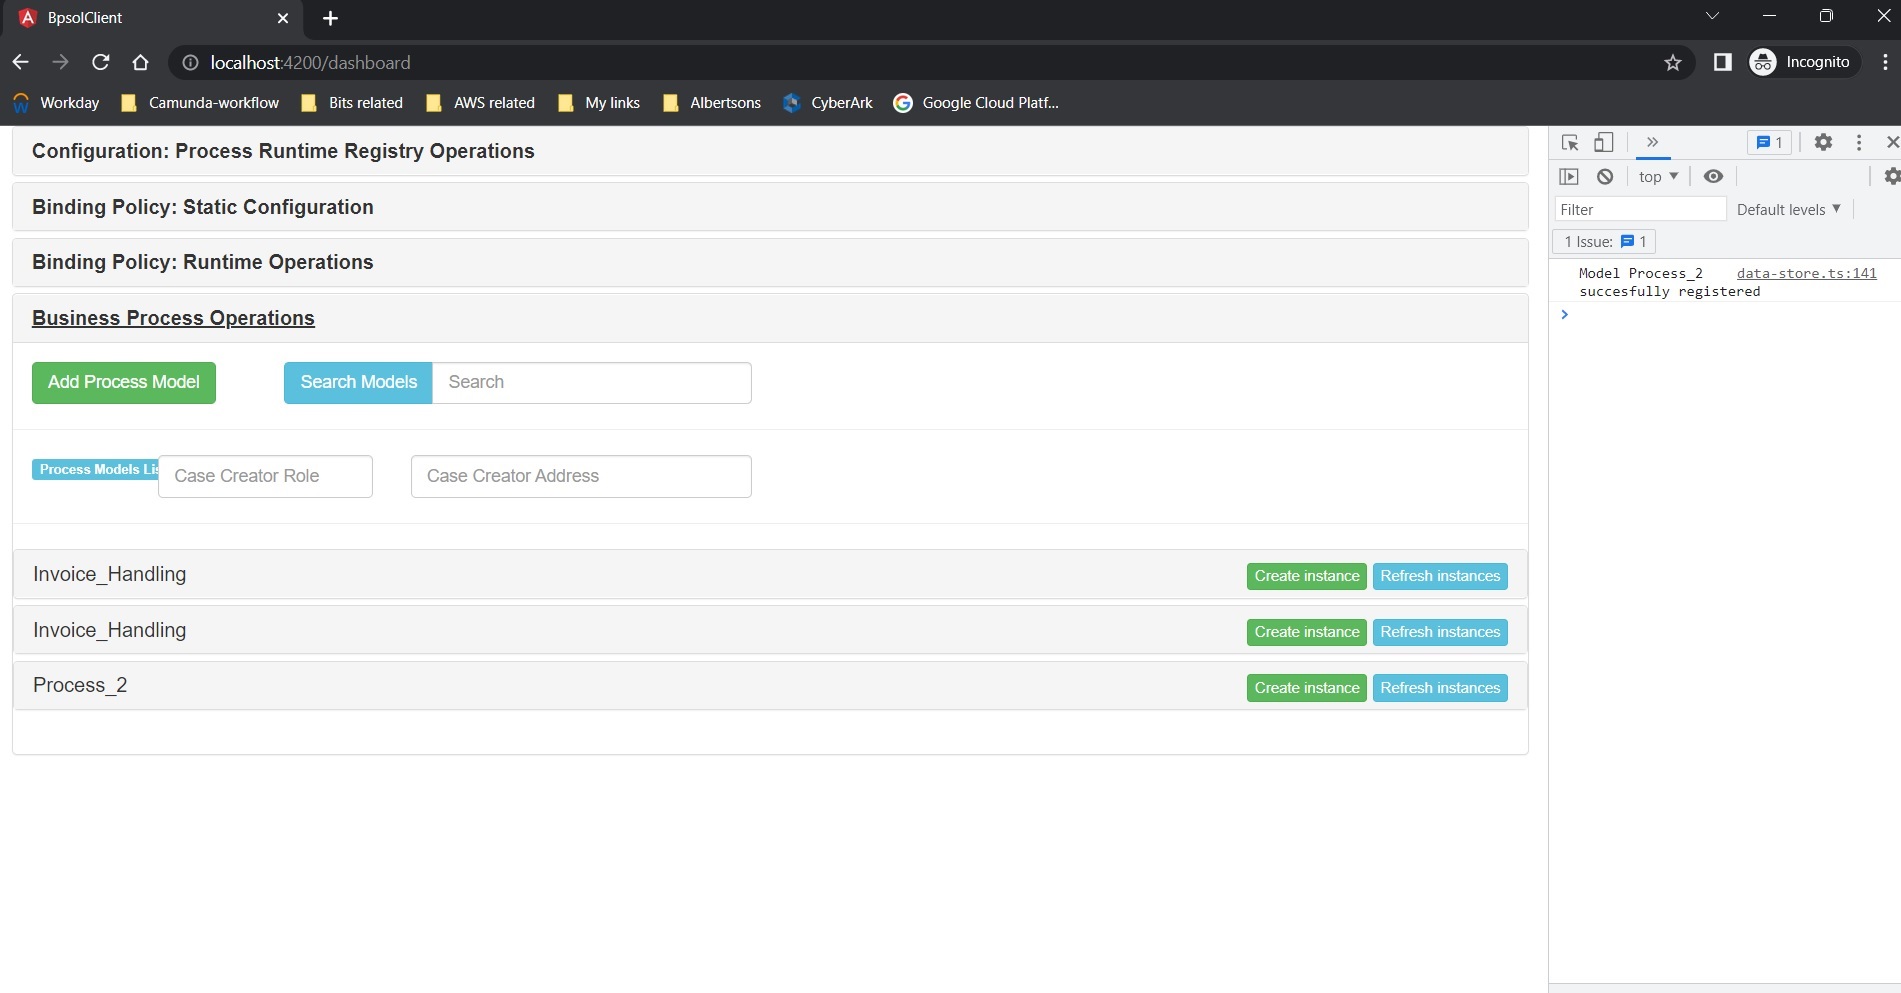 BpsolClient
localhost:4200/dashboard
Incognito
Workday
Camunda-workflow
Bits related
AWS related
My links
Albertsons
CyberArk
Google Cloud Platf...
Configuration: Process Runtime Registry Operations
Binding Policy: Static Configuration
Binding Policy: Runtime Operations
Business Process Operations
Add Process Model
Search Models
Search
Process Models Lis
Case Creator Role
Case Creator Address
Invoice_Handling
Create instance
Refresh instances
Invoice_Handling
Create instance
Refresh instances
Process_2
Create instance
Refresh instances
1
top
Filter
Default levels
1 Issue: 1
Model Process_2 data-store.ts:141
succesfully registered